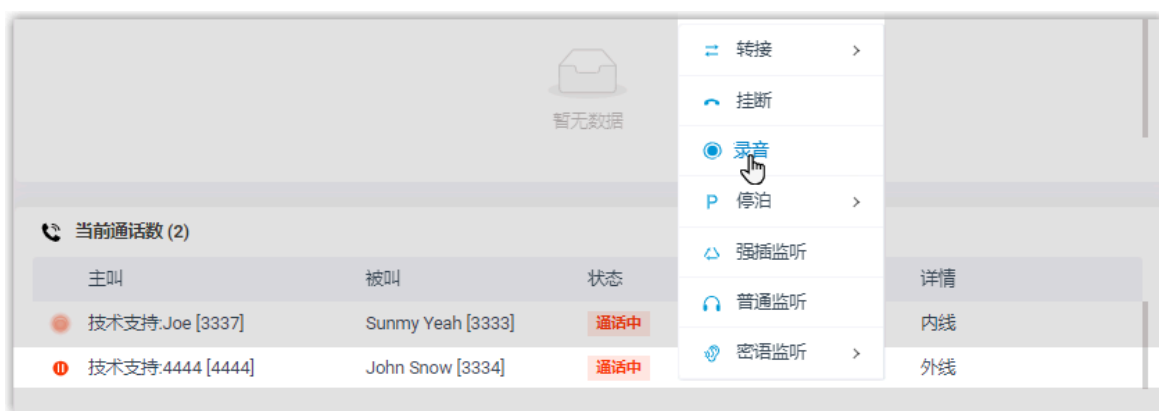 转接
挂断
暂无数据
录音
P 停泊
强插监听
普通监听
密语监听
当前通话数 (2)
主叫 被叫 状态 详情
技术支持:Joe [3337] Sunmy Yeah [3333] 通话中 内线
技术支持:4444 [4444] John Snow [3334] 通话中 外线